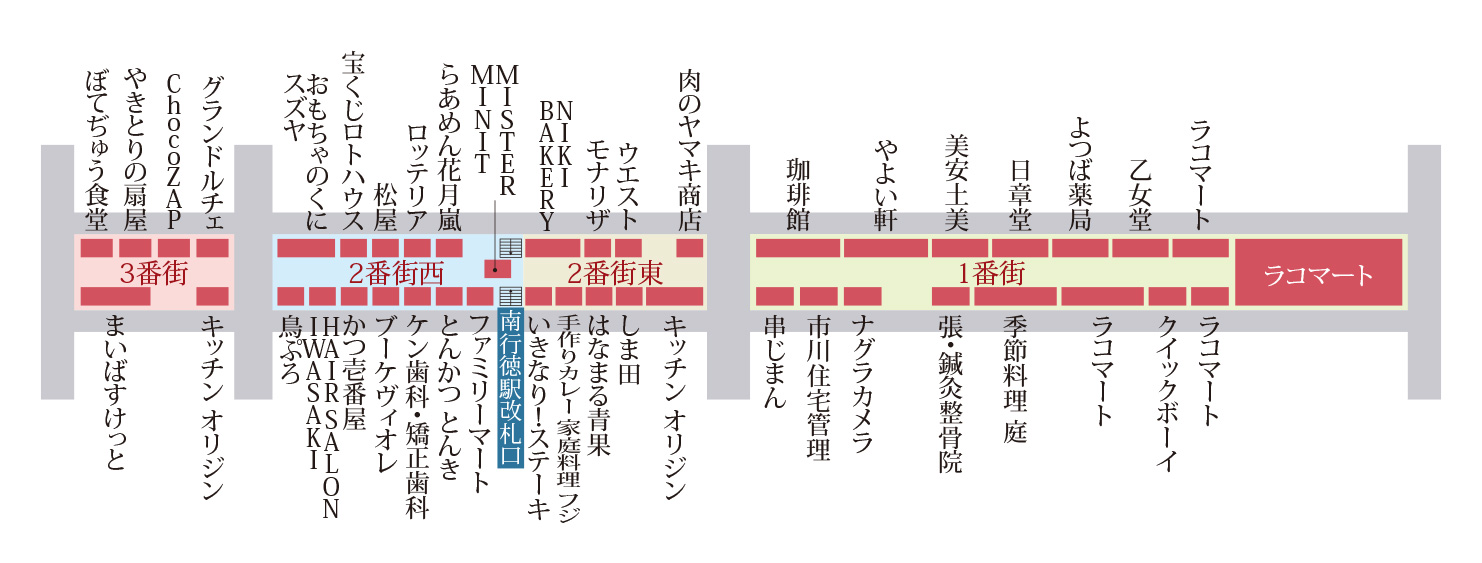 ぼてぢゅう食堂
やきとりの扇屋
ChocoZAP
グランドルチェ
おもちゃのくに
スズヤ
宝くじロトハウス
松屋
ロッテリア
らあめん花月嵐
MISTER
MINIT
NIKI
BAKERY
モナリザ
ウエスト
肉のヤマキ商店
珈琲館
やよい軒
美安土美
日章堂
よつば薬局
乙女堂
ラコマート
3番街
2番街西
2番街東
1番街
ラコマート
まいばすけっと
キッチン オリジン
鳥ぷろ
HAIR SALON
IWASAKI
かつ壱番屋
ブーケヴィオレ
ケン歯科・矯正歯科
とんかつ とんき
ファミリーマート
南行徳駅改札口
いきなり!ステーキ
手作りカレー 家庭料理 フジ
はなまる青果
しま田
キッチン オリジン
串じまん
市川住宅管理
ナグラカメラ
張・鍼灸整骨院
季節料理 庭
ラコマート
クイックボーイ
ラコマート